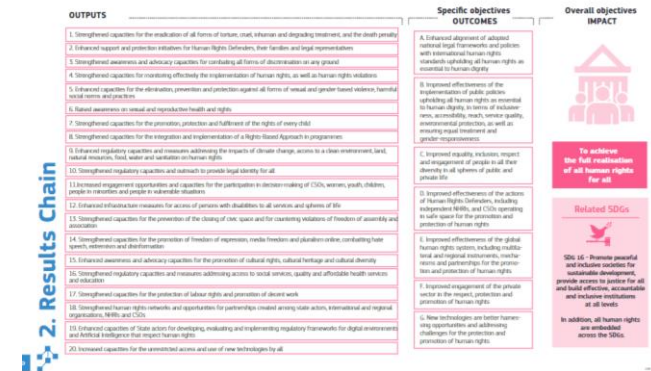 OUTPUTS
Specific objectives
OUTCOMES
Overall objectives
IMPACT
2. Results Chain
1. Strengthened capacities for the eradication of all forms of torture, cruel, inhuman and degrading treatment, and the death penalty
2. Enhanced support and protection initiatives for Human Rights Defenders, their families and legal representatives
3. Strengthened awareness and advocacy capacities for combating all forms of discrimination on any ground
4. Strengthened capacities for monitoring effectively the implementation of human rights, as well as human rights violations
5. Enhanced capacities for the elimination, prevention and protection against all forms of sexual and gender-based violence, harmful
social norms and practices
6. Raised awareness on sexual and reproductive health and rights
7. Strengthened capacities for the promotion, protection and fulfilment of the rights of every child
8. Strengthened capacities for the integration and implementation of a Rights-Based Approach in programmes
9. Enhanced regulatory capacities and measures addressing the impacts of climate change, access to a clean environment, land,
natural resources, food, water and sanitation on human rights
10. Strengthened regulatory capacities and outreach to provide legal identity for all
11.Increased engagement opportunities and capacities for the participation in decision-making of CSOs, women, youth, children,
people in minorities and people in vulnerable situations
12. Enhanced infrastructure measures for access of persons with disabilities to all services and spheres of life
13. Strengthened capacities for the prevention of the closing of civic space and for countering violations of freedom of assembly and
association
14. Strengthened capacities for the promotion of freedom of expression, media freedom and pluralism online, combatting hate
speech, extremism and disinformation
15. Enhanced awareness and advocacy capacities for the promotion of cultural rights, cultural heritage and cultural diversity
16. Strengthened regulatory capacities and measures addressing access to social services, quality and affordable health services
and education
17. Strengthened capacities for the protection of labour rights and promotion of decent work
18. Strengthened human rights networks and opportunities for partnerships created among state actors, international and regional
organisations, NHRIs and CSOs
19. Enhanced capacities of State actors for developing, evaluating and implementing regulatory frameworks for digital environments
and Artificial Intelligence that respect human rights
20. Increased capacities for the unrestricted access and use of new technologies by all
A. Enhanced alignment of adopted
national legal frameworks and policies
with international human rights
standards upholding all human rights as
essential to human dignity
B. Improved effectiveness of the
implementation of public policies
upholding all human rights as essential
to human dignity, in terms of inclusive-
ness, accessibility, reach, service quality,
environmental protection, as well as
ensuring equal treatment and
gender-responsiveness
C. Improved equality, inclusion, respect
and engagement of people in all their
diversity in all spheres of public and
private life
D. Improved effectiveness of the actions
of Human Rights Defenders, including
independent NHRIs, and CSOs operating
in safe space for the promotion and
protection of human rights
E. Improved effectiveness of the global
human rights system, including multila-
teral and regional instruments, mecha-
nisms and partnerships for the promo-
tion and protection of human rights
F. Improved engagement of the private
sector in the respect, protection and
promotion of human rights
G. New technologies are better harnes-
sing opportunities and addressing
challenges for the protection and
promotion of human rights
To achieve
the full realisation
of all human rights
for all
Related SDGs
SDG 16 - Promote peaceful
and inclusive societies for
sustainable development,
provide access to justice for all
and build effective, accountable
and inclusive institutions
at all levels
In addition, all human rights
are embedded
across the SDGs.